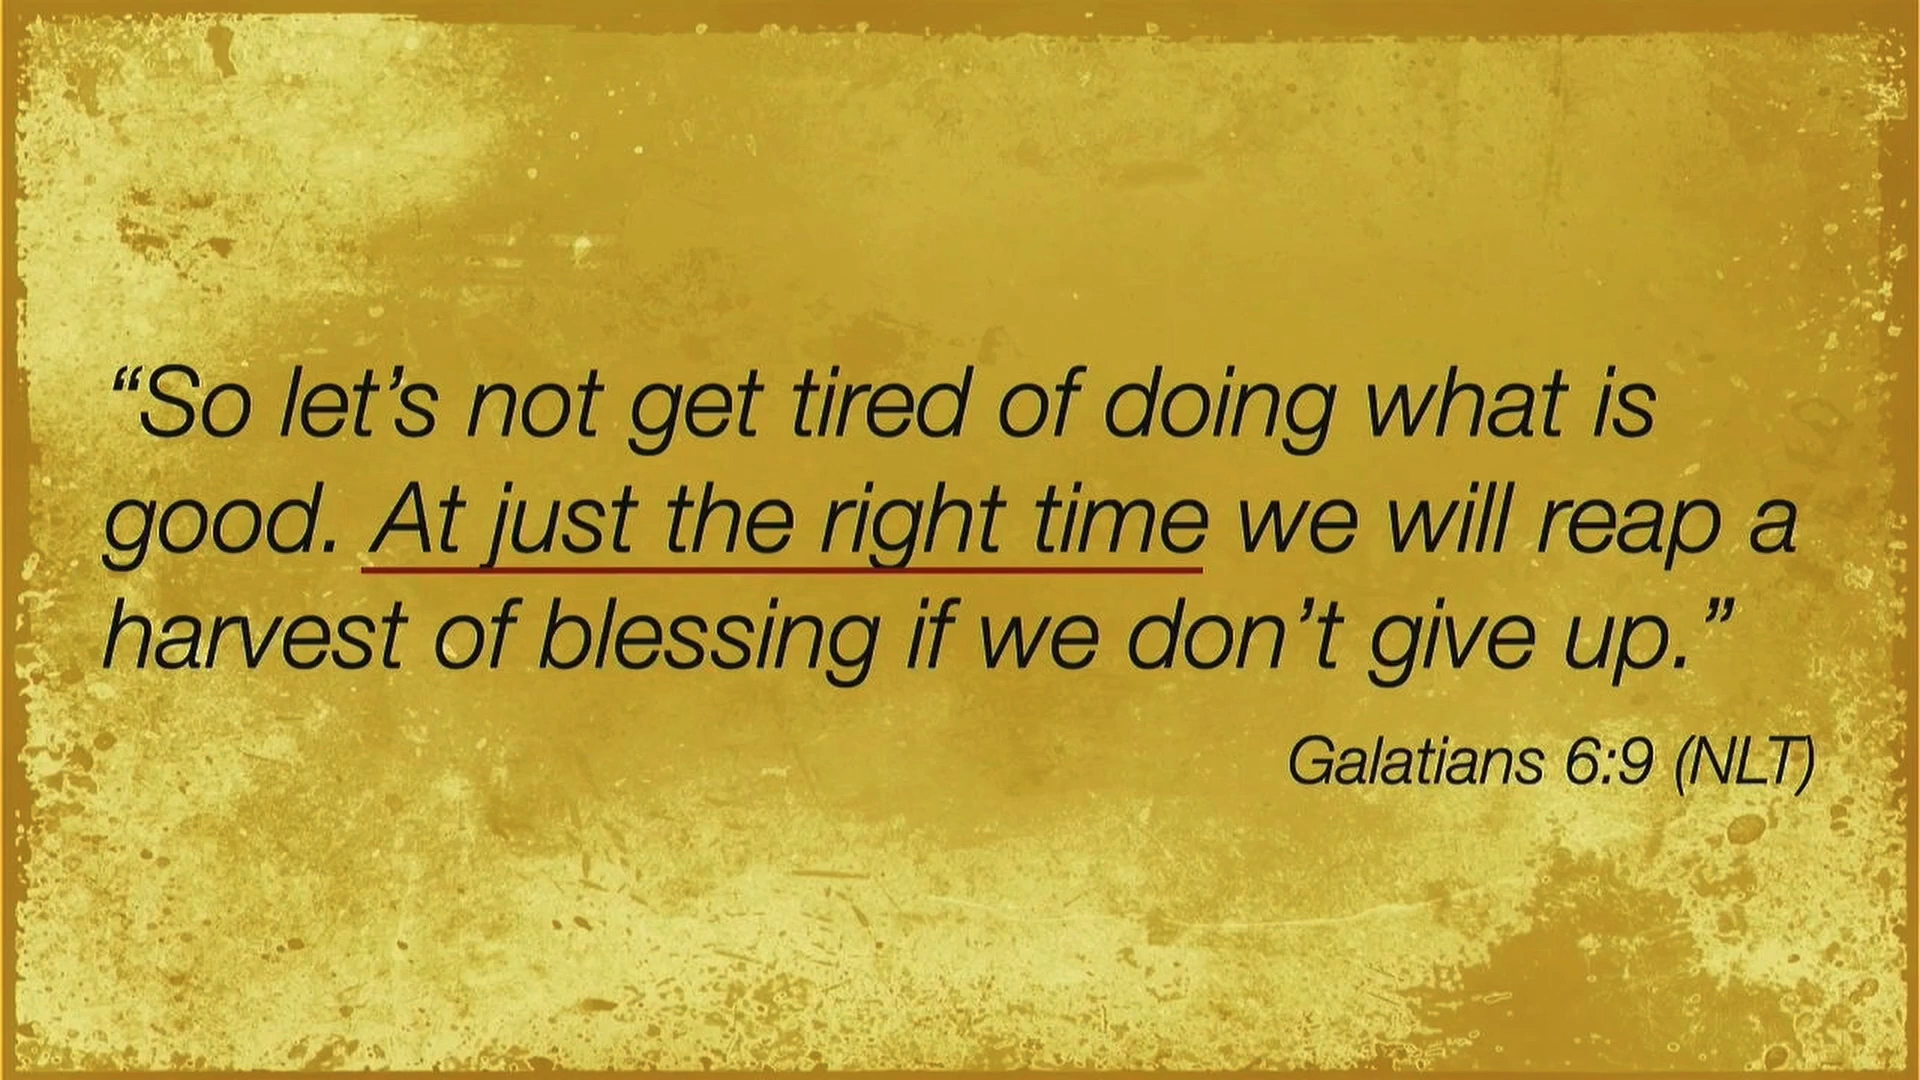 “So let’s not get tired of doing what is
good. At just the right time we will reap a
harvest of blessing if we don’t give up.”
Galatians 6:9 (NLT)